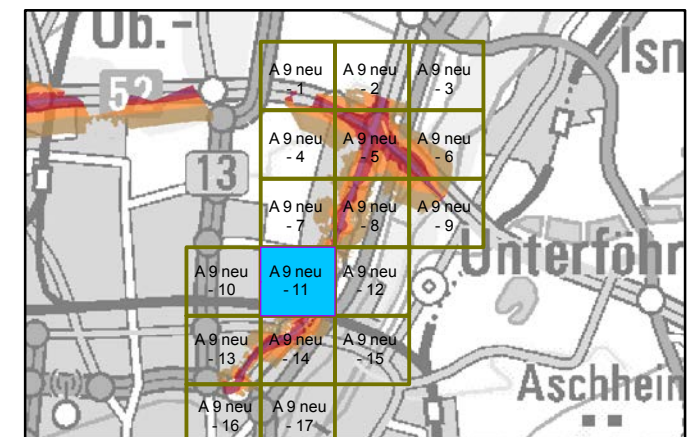 Ob.-
Isn
52
A 9 neu
- 1
A 9 neu
- 2
A 9 neu
- 3
A 9 neu
- 4
A 9 neu
- 5
A 9 neu
- 6
13
A 9 neu
- 7
A 9 neu
- 8
A 9 neu
- 9
Unterföhr
A 9 neu
- 10
A 9 neu
- 11
A 9 neu
- 12
A 9 neu
- 13
A 9 neu
- 14
A 9 neu
- 15
Aschhein
A 9 neu
- 16
A 9 neu
- 17